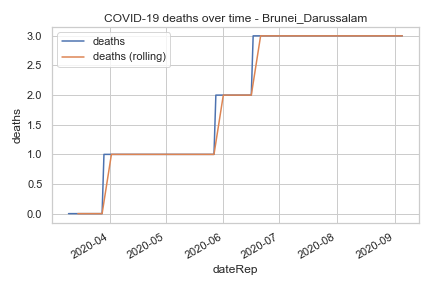 COVID-19 deaths over time - Brunei_Darussalam
deaths
deaths (rolling)
3.0
2.5
2.0
1.5
1.0
0.5
0.0
deaths
2020-04
2020-05
2020-06
2020-07
2020-08
2020-09
dateRep